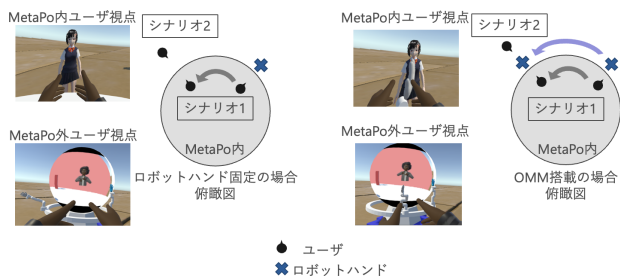 MetaPo内ユーザ視点
シナリオ2
シナリオ1
MetaPo内
MetaPo外ユーザ視点
ロボットハンド固定の場合
俯瞰図
MetaPo内ユーザ視点
シナリオ2
シナリオ1
MetaPo内
MetaPo外ユーザ視点
OMM搭載の場合
俯瞰図
ユーザ
ロボットハンド